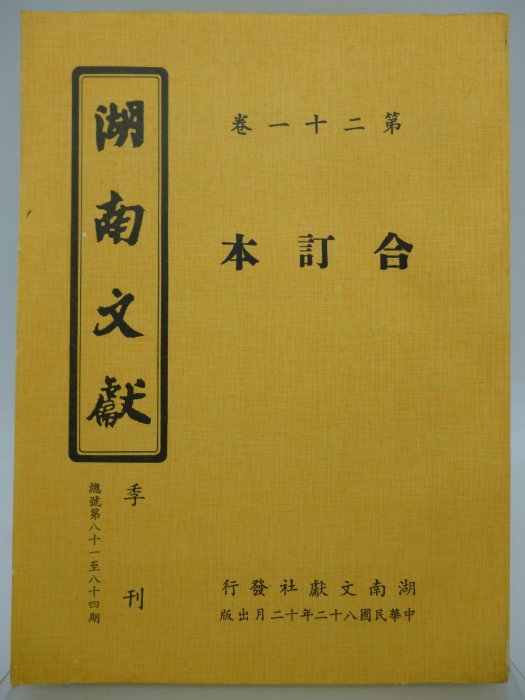 第二十一卷
合訂本
湖南文獻
季刊
總號第八十一至八十四期
湖南文獻社發行
中華民國八十二年十二月出版